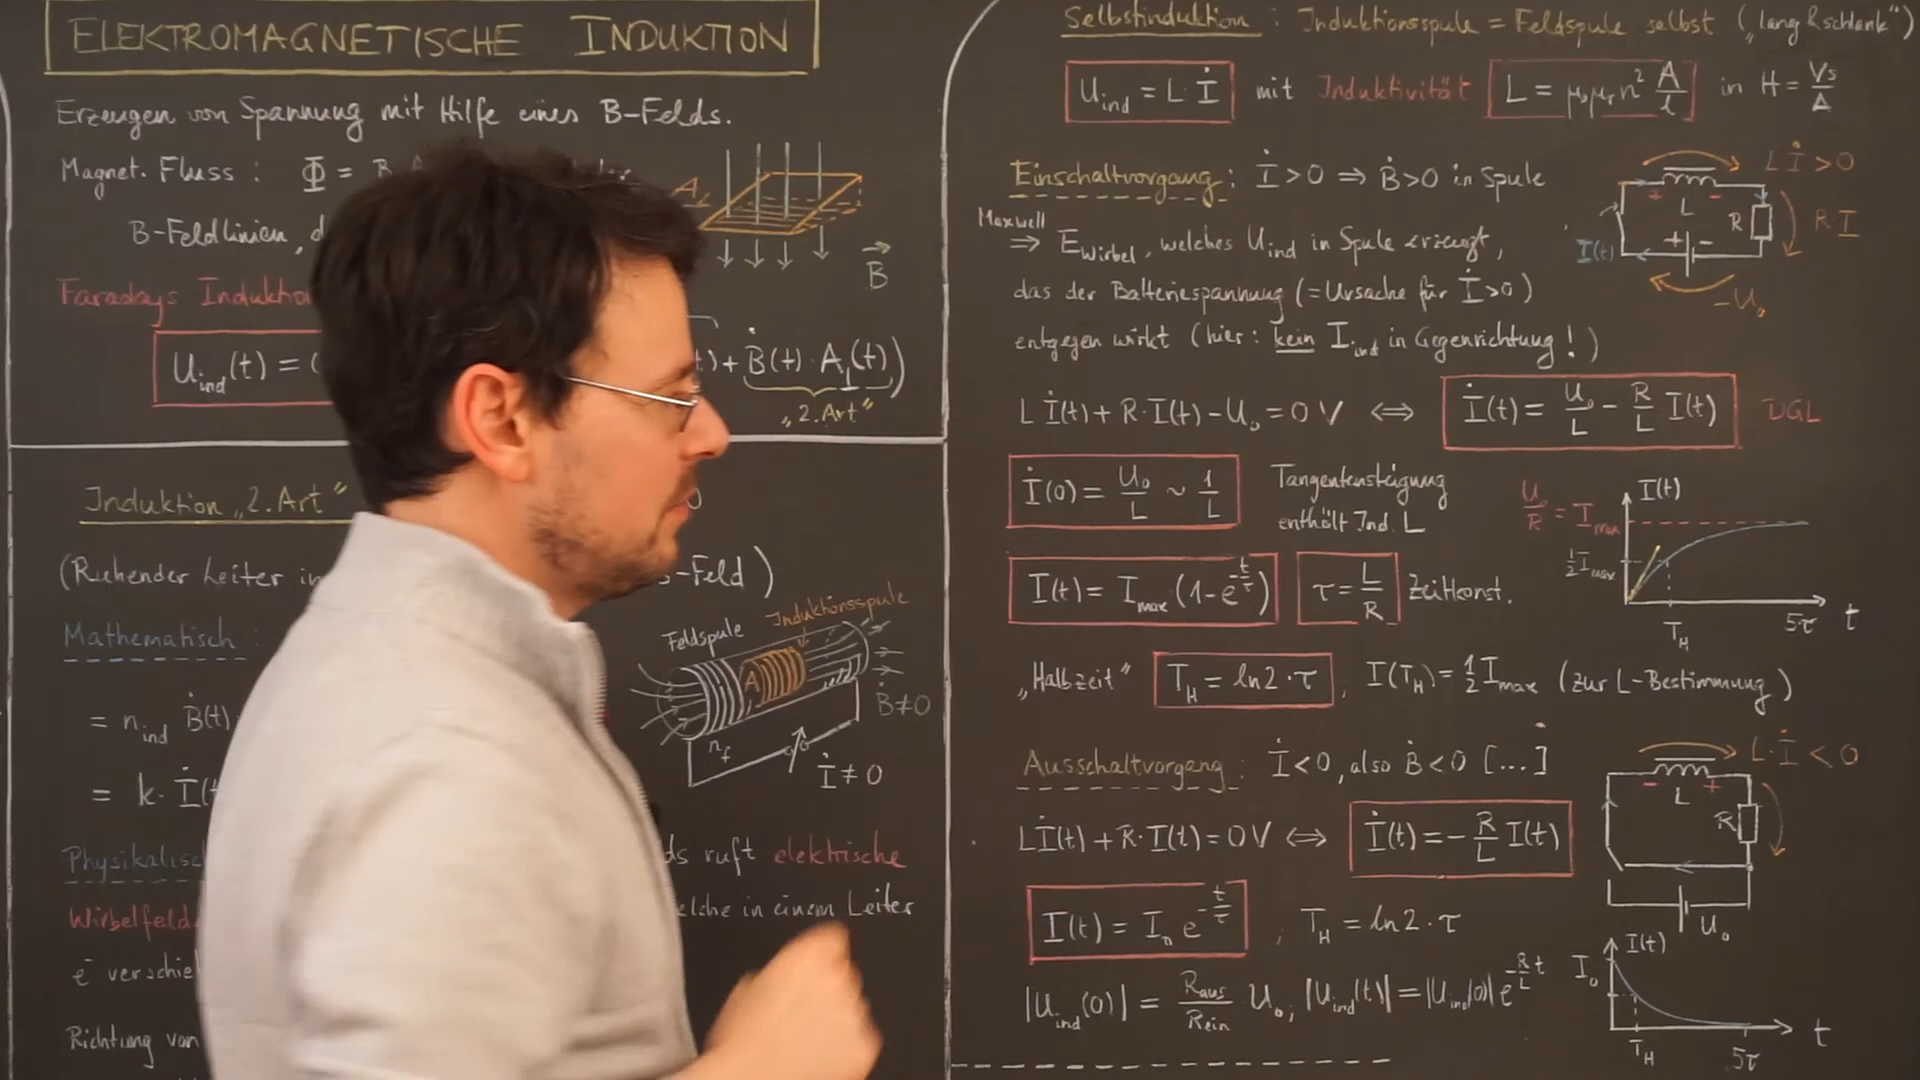 ELEKTROMAGNETISCHE INDUKTION
Erzeugen von Spannung mit Hilfe eines B-Felds.
Magnet. Fluss : Φ = B
B-Feldlinien,
Faradays
U_ind(t) =
+ Ḃ(t) · A⊥(t))
"2. Art"
B⃗
Induktion „2. Art"
(Ruhender Leiter
-Feld)
Mathematisch :
= n_ind Ḃ(t)
= k · İ(t
Feldspule
Induktionsspule
A
n_f
Ḃ≠0
İ≠0
ruft elektrische
in einem Leiter
e⁻
Richtung von
Selbstinduktion : Induktionsspule = Feldspule selbst („lang & schlank")
U_ind = L · İ mit Induktivität L = μ₀μᵣn² A/l in H = Vs/A
Einschaltvorgang : İ > 0 ⇒ Ḃ > 0 in Spule
Maxwell
⇒ E_Wirbel, welches U_ind in Spule erzeugt,
das der Batteriespannung (= Ursache für İ > 0)
entgegen wirkt (hier : kein I_ind in Gegenrichtung!)
L İ > 0
+ -
L
R
R I
I(t)
+ -
-U₀
L İ(t) + R · I(t) - U₀ = 0 V ⇔ İ(t) = U₀/L - R/L I(t) DGL
İ(0) = U₀/L ~ 1/L Tangentensteigung
enthält Ind. L
I(t) = I_max (1 - e^(-t/τ)) τ = L/R Zeitkonst.
I(t)
U₀/R = I_max
½ I_max
T_H
5τ
t
„Halbzeit" T_H = ln2 · τ , I(T_H) = ½ I_max (zur L-Bestimmung)
Ausschaltvorgang : İ < 0, also Ḃ < 0 [...]
L · İ < 0
- +
L
R
U₀
L İ(t) + R · I(t) = 0 V ⇔ İ(t) = - R/L I(t)
I(t) = I₀ e^(-t/τ) ; T_H = ln2 · τ
|U_ind(0)| = R_aus/R_ein U₀, |U_ind(t)| = |U_ind(0)| e^(-R/L t)
I(t)
I₀
T_H
5τ
t